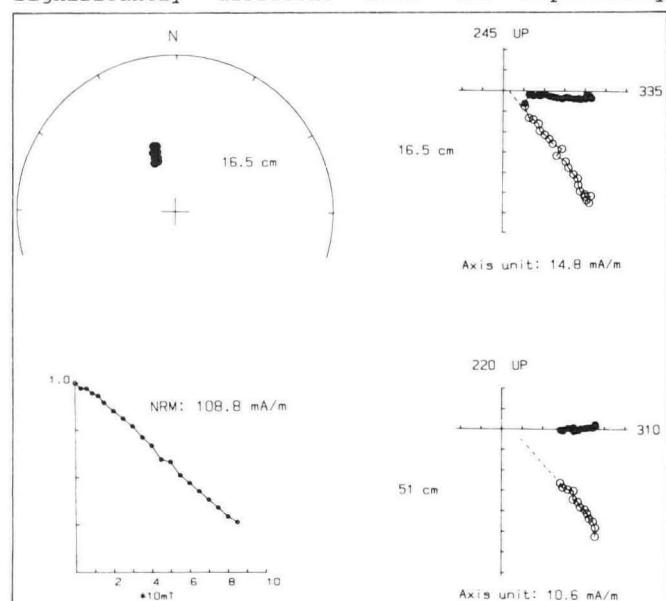 N
16.5 cm
245 UP
335
16.5 cm
Axis unit: 14.8 mA/m
1.0
NRM: 108.8 mA/m
2 4 6 8 10
*10mT
220 UP
310
51 cm
Axis unit: 10.6 mA/m